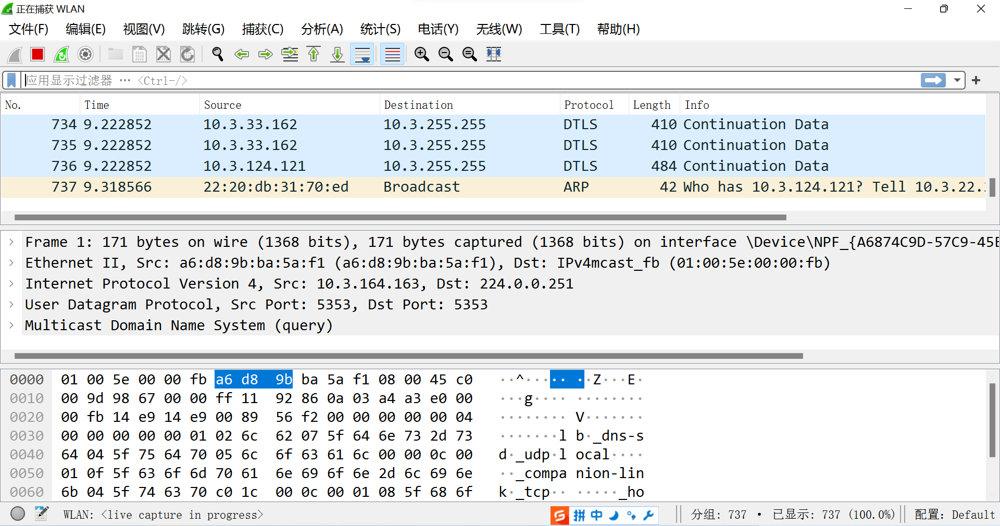 正在捕获 WLAN
文件(F) 编辑(E) 视图(V) 跳转(G) 捕获(C) 分析(A) 统计(S) 电话(Y) 无线(W) 工具(T) 帮助(H)
应用显示过滤器 … <Ctrl-/>
No. Time Source Destination Protocol Length Info
734 9.222852 10.3.33.162 10.3.255.255 DTLS 410 Continuation Data
735 9.222852 10.3.33.162 10.3.255.255 DTLS 410 Continuation Data
736 9.222852 10.3.124.121 10.3.255.255 DTLS 484 Continuation Data
737 9.318566 22:20:db:31:70:ed Broadcast ARP 42 Who has 10.3.124.121? Tell 10.3.22.
Frame 1: 171 bytes on wire (1368 bits), 171 bytes captured (1368 bits) on interface \Device\NPF_{A6874C9D-57C9-45
Ethernet II, Src: a6:d8:9b:ba:5a:f1 (a6:d8:9b:ba:5a:f1), Dst: IPv4mcast_fb (01:00:5e:00:00:fb)
Internet Protocol Version 4, Src: 10.3.164.163, Dst: 224.0.0.251
User Datagram Protocol, Src Port: 5353, Dst Port: 5353
Multicast Domain Name System (query)
0000 01 00 5e 00 00 fb a6 d8 9b ba 5a f1 08 00 45 c0 ··^····· ··Z···E·
0010 00 9d 98 67 00 00 ff 11 92 86 0a 03 a4 a3 e0 00 ···g···· ········
0020 00 fb 14 e9 14 e9 00 89 56 f2 00 00 00 00 00 04 ········ V·······
0030 00 00 00 00 00 01 02 6c 62 07 5f 64 6e 73 2d 73 ·······l b·_dns-s
0040 64 04 5f 75 64 70 05 6c 6f 63 61 6c 00 00 0c 00 d·_udp·l ocal····
0050 01 0f 5f 63 6f 6d 70 61 6e 69 6f 6e 2d 6c 69 6e ··_compa nion-lin
0060 6b 04 5f 74 63 70 c0 1c 00 0c 00 01 08 5f 68 6f k·_tcp·· ·····_ho
WLAN: <live capture in progress> S 拼 中 分组: 737 · 已显示: 737 (100.0%) 配置: Default